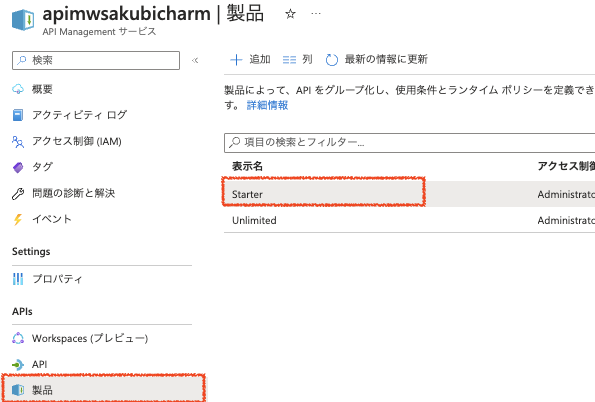 apimwsakubicharm | 製品 ☆ ···
API Management サービス
検索 «
概要
アクティビティ ログ
アクセス制御 (IAM)
タグ
問題の診断と解決
イベント
Settings
プロパティ
APIs
Workspaces (プレビュー)
API
製品
追加 列 最新の情報に更新
製品によって、API をグループ化し、使用条件とランタイム ポリシーを定義でき
す。 詳細情報
項目の検索とフィルター...
表示名 アクセス制御
Starter Administrato
Unlimited Administrato